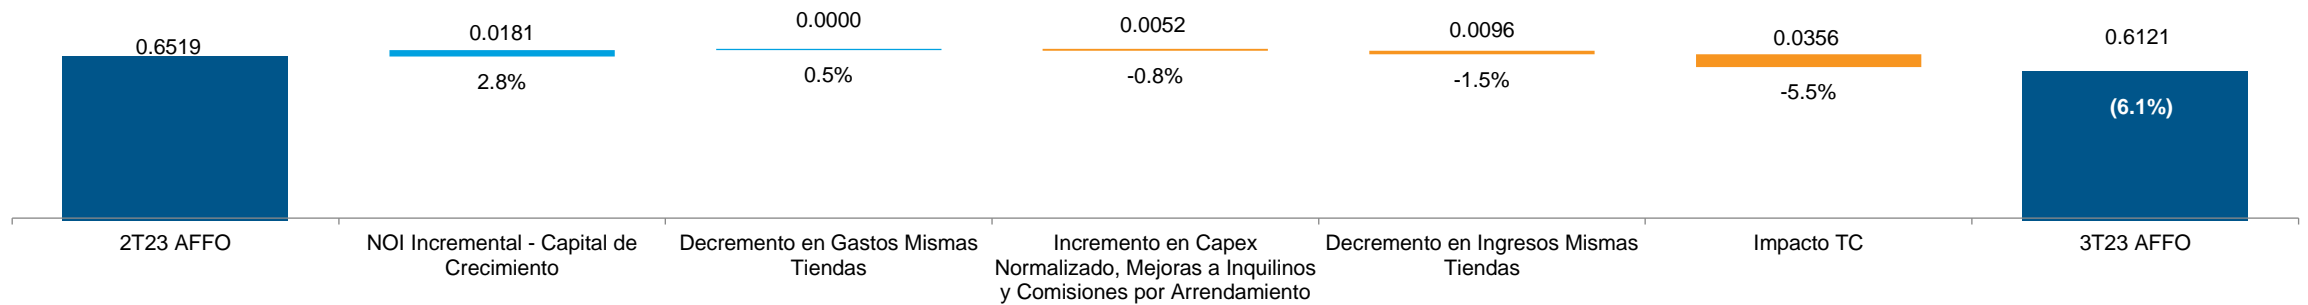 0.6519
0.0181
2.8%
0.0000
0.5%
0.0052
-0.8%
0.0096
-1.5%
0.0356
-5.5%
0.6121
(6.1%)
2T23 AFFO
NOI Incremental - Capital de
Crecimiento
Decremento en Gastos Mismas
Tiendas
Incremento en Capex
Normalizado, Mejoras a Inquilinos
y Comisiones por Arrendamiento
Decremento en Ingresos Mismas
Tiendas
Impacto TC
3T23 AFFO